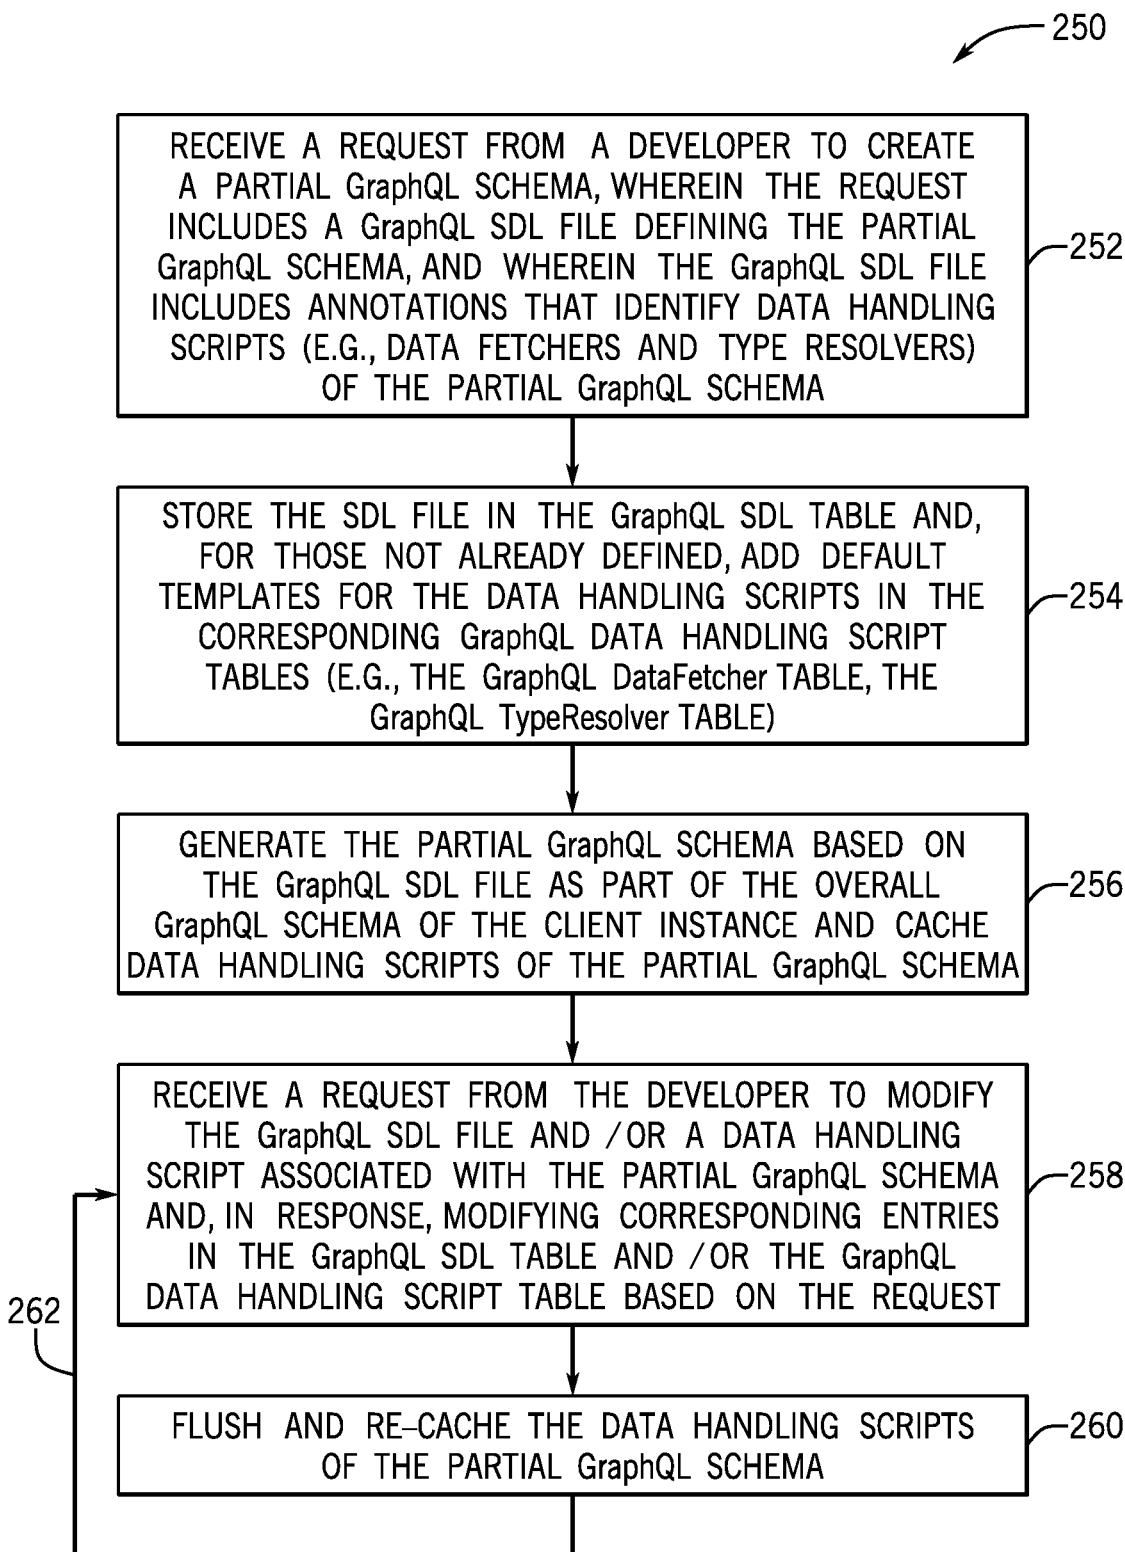 250
RECEIVE A REQUEST FROM A DEVELOPER TO CREATE
A PARTIAL GraphQL SCHEMA, WHEREIN THE REQUEST
INCLUDES A GraphQL SDL FILE DEFINING THE PARTIAL
GraphQL SCHEMA, AND WHEREIN THE GraphQL SDL FILE
INCLUDES ANNOTATIONS THAT IDENTIFY DATA HANDLING
SCRIPTS (E.G., DATA FETCHERS AND TYPE RESOLVERS)
OF THE PARTIAL GraphQL SCHEMA
252
STORE THE SDL FILE IN THE GraphQL SDL TABLE AND,
FOR THOSE NOT ALREADY DEFINED, ADD DEFAULT
TEMPLATES FOR THE DATA HANDLING SCRIPTS IN THE
CORRESPONDING GraphQL DATA HANDLING SCRIPT
TABLES (E.G., THE GraphQL DataFetcher TABLE, THE
GraphQL TypeResolver TABLE)
254
GENERATE THE PARTIAL GraphQL SCHEMA BASED ON
THE GraphQL SDL FILE AS PART OF THE OVERALL
GraphQL SCHEMA OF THE CLIENT INSTANCE AND CACHE
DATA HANDLING SCRIPTS OF THE PARTIAL GraphQL SCHEMA
256
RECEIVE A REQUEST FROM THE DEVELOPER TO MODIFY
THE GraphQL SDL FILE AND /OR A DATA HANDLING
SCRIPT ASSOCIATED WITH THE PARTIAL GraphQL SCHEMA
AND, IN RESPONSE, MODIFYING CORRESPONDING ENTRIES
IN THE GraphQL SDL TABLE AND /OR THE GraphQL
DATA HANDLING SCRIPT TABLE BASED ON THE REQUEST
258
262
FLUSH AND RE–CACHE THE DATA HANDLING SCRIPTS
OF THE PARTIAL GraphQL SCHEMA
260